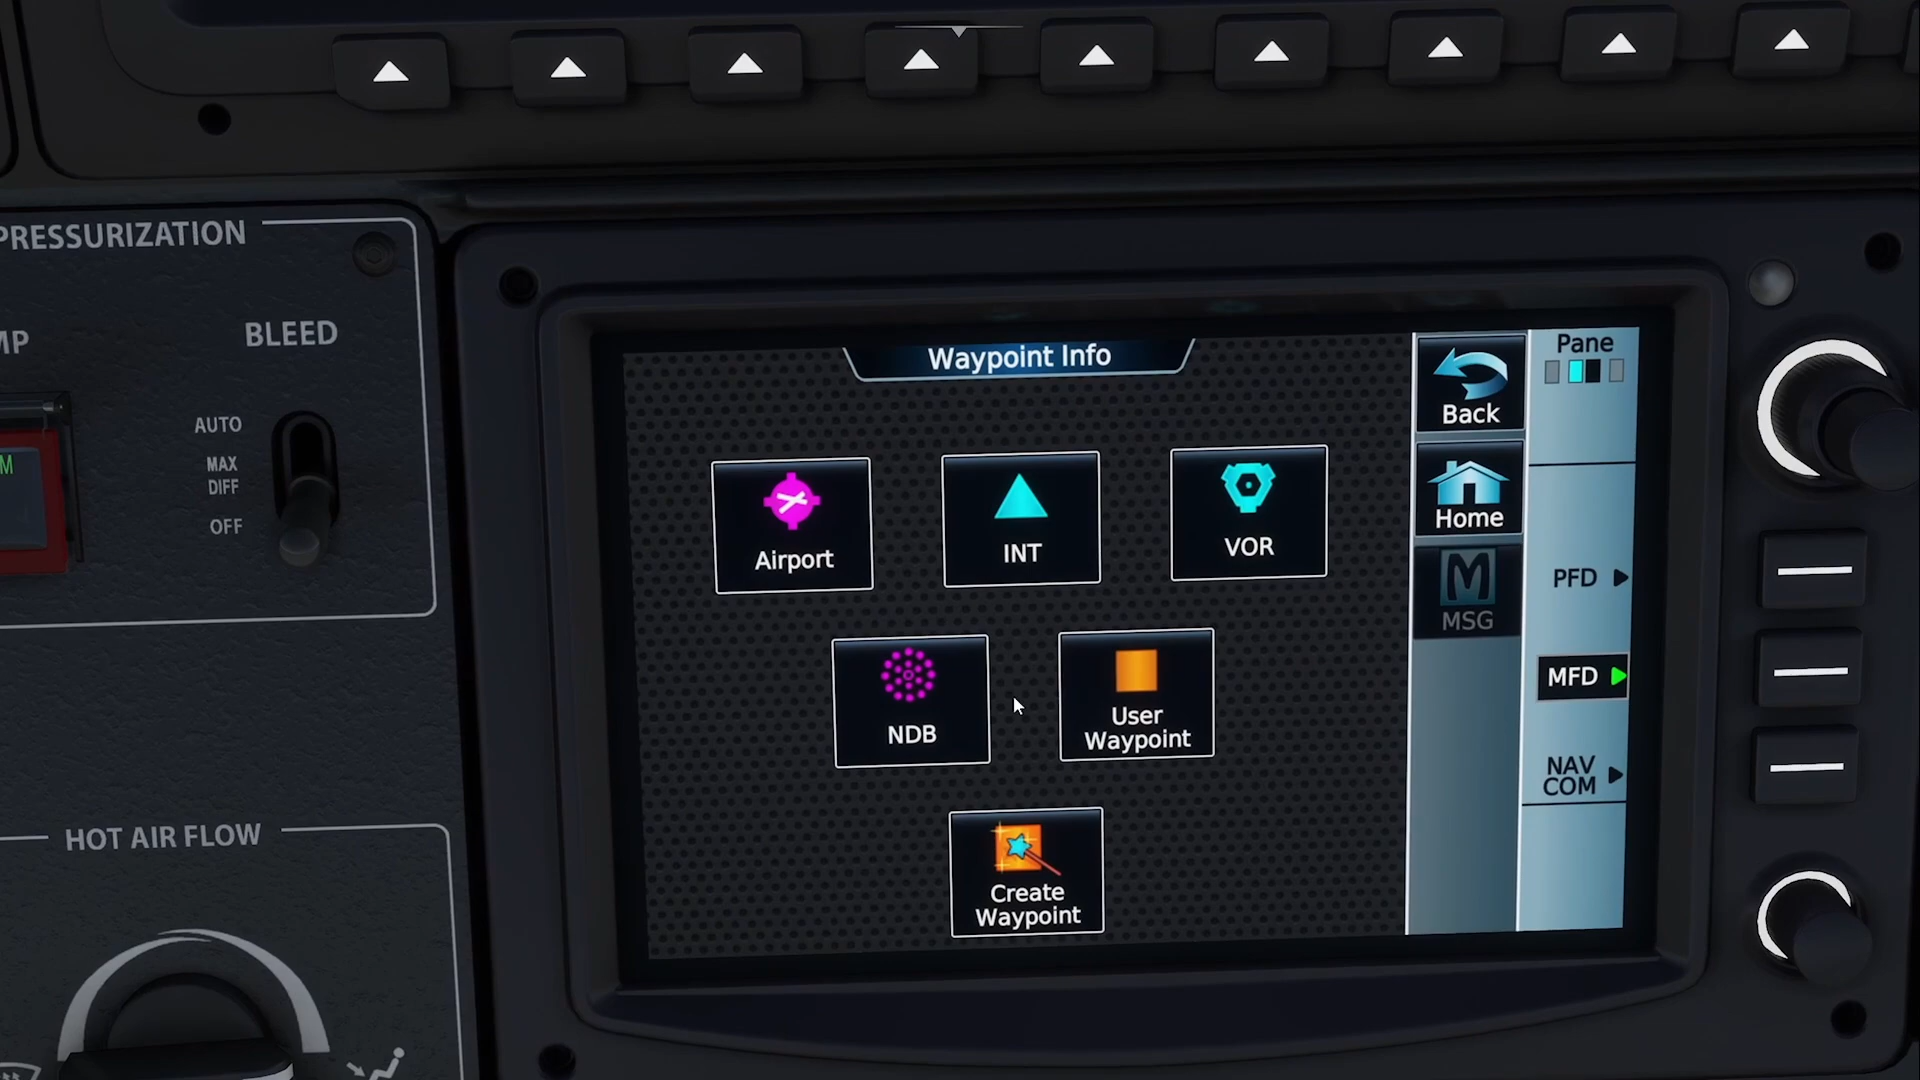 PRESSURIZATION
MP
BLEED
AUTO
MAX
DIFF
OFF
M
HOT AIR FLOW
Waypoint Info
Airport
INT
VOR
NDB
User
Waypoint
Create
Waypoint
Back
Home
MSG
Pane
PFD
MFD
NAV
COM